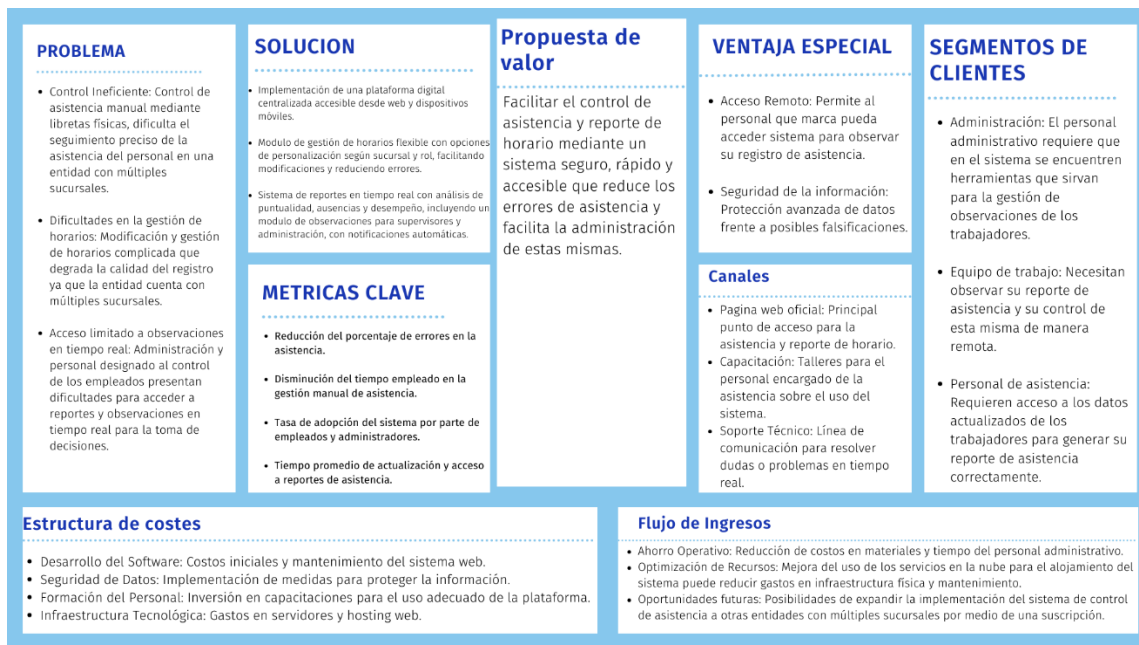 PROBLEMA
• Control Ineficiente: Control de
asistencia manual mediante
libretas físicas, dificulta el
seguimiento preciso de la
asistencia del personal en una
entidad con múltiples
sucursales.
• Dificultades en la gestión de
horarios: Modificación y gestión
de horarios complicada que
degrada la calidad del registro
ya que la entidad cuenta con
múltiples sucursales.
• Acceso limitado a observaciones
en tiempo real: Administración y
personal designado al control
de los empleados presentan
dificultades para acceder a
reportes y observaciones en
tiempo real para la toma de
decisiones.
SOLUCION
• Implementación de una plataforma digital
centralizada accesible desde web y dispositivos
móviles.
• Modulo de gestión de horarios flexible con opciones
de personalización según sucursal y rol, facilitando
modificaciones y reduciendo errores.
• Sistema de reportes en tiempo real con análisis de
puntualidad, ausencias y desempeño, incluyendo un
modulo de observaciones para supervisores y
administración, con notificaciones automáticas.
METRICAS CLAVE
• Reducción del porcentaje de errores en la
asistencia.
• Disminución del tiempo empleado en la
gestión manual de asistencia.
• Tasa de adopción del sistema por parte de
empleados y administradores.
• Tiempo promedio de actualización y acceso
a reportes de asistencia.
Propuesta de
valor
Facilitar el control de
asistencia y reporte de
horario mediante un
sistema seguro, rápido y
accesible que reduce los
errores de asistencia y
facilita la administración
de estas mismas.
VENTAJA ESPECIAL
• Acceso Remoto: Permite al
personal que marca pueda
acceder sistema para observar
su registro de asistencia.
• Seguridad de la información:
Protección avanzada de datos
frente a posibles falsificaciones.
Canales
• Pagina web oficial: Principal
punto de acceso para la
asistencia y reporte de horario.
• Capacitación: Talleres para el
personal encargado de la
asistencia sobre el uso del
sistema.
• Soporte Técnico: Línea de
comunicación para resolver
dudas o problemas en tiempo
real.
SEGMENTOS DE
CLIENTES
• Administración: El personal
administrativo requiere que
en el sistema se encuentren
herramientas que sirvan
para la gestión de
observaciones de los
trabajadores.
• Equipo de trabajo: Necesitan
observar su reporte de
asistencia y su control de
esta misma de manera
remota.
• Personal de asistencia:
Requieren acceso a los datos
actualizados de los
trabajadores para generar su
reporte de asistencia
correctamente.
Estructura de costes
• Desarrollo del Software: Costos iniciales y mantenimiento del sistema web.
• Seguridad de Datos: Implementación de medidas para proteger la información.
• Formación del Personal: Inversión en capacitaciones para el uso adecuado de la plataforma.
• Infraestructura Tecnológica: Gastos en servidores y hosting web.
Flujo de Ingresos
• Ahorro Operativo: Reducción de costos en materiales y tiempo del personal administrativo.
• Optimización de Recursos: Mejora del uso de los servicios en la nube para el alojamiento del
sistema puede reducir gastos en infraestructura física y mantenimiento.
• Oportunidades futuras: Posibilidades de expandir la implementación del sistema de control
de asistencia a otras entidades con múltiples sucursales por medio de una suscripción.